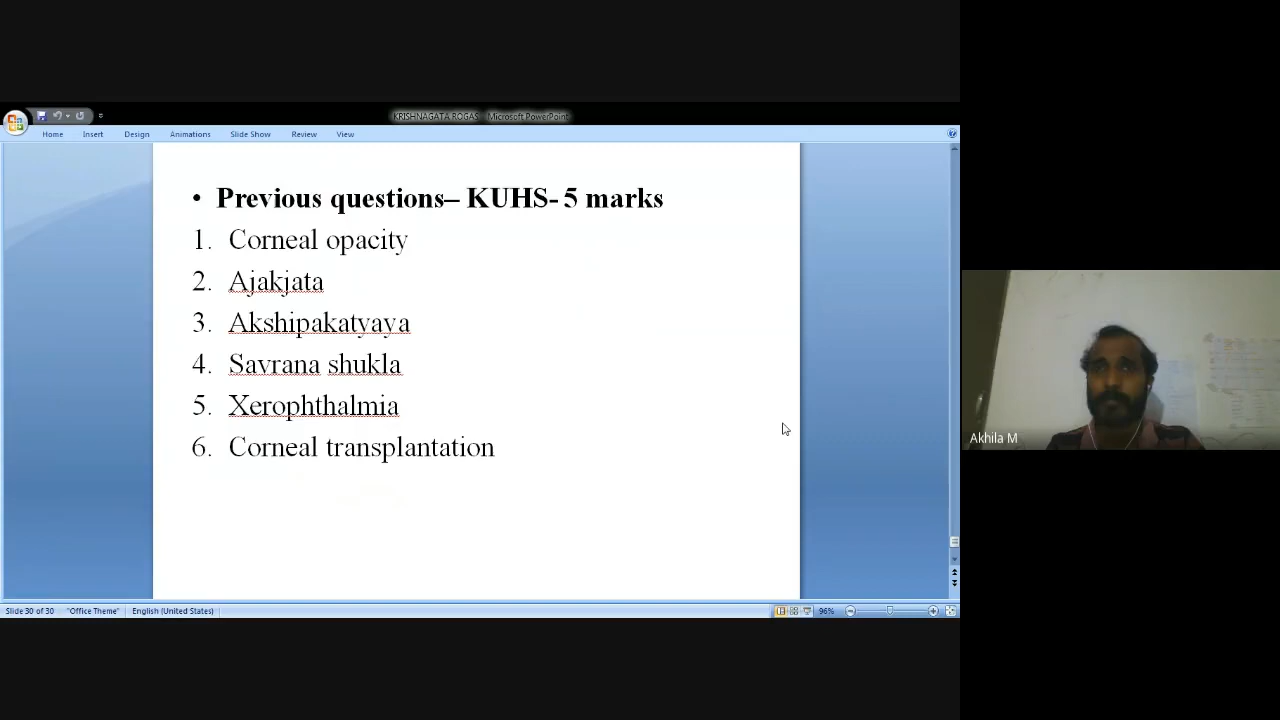 KRISHNAGATA ROGAS - Microsoft PowerPoint
Home Insert Design Animations Slide Show Review View
• Previous questions– KUHS- 5 marks
1. Corneal opacity
2. Ajakjata
3. Akshipakatyaya
4. Savrana shukla
5. Xerophthalmia
6. Corneal transplantation
Akhila M
Slide 30 of 30 "Office Theme" English (United States) 96%